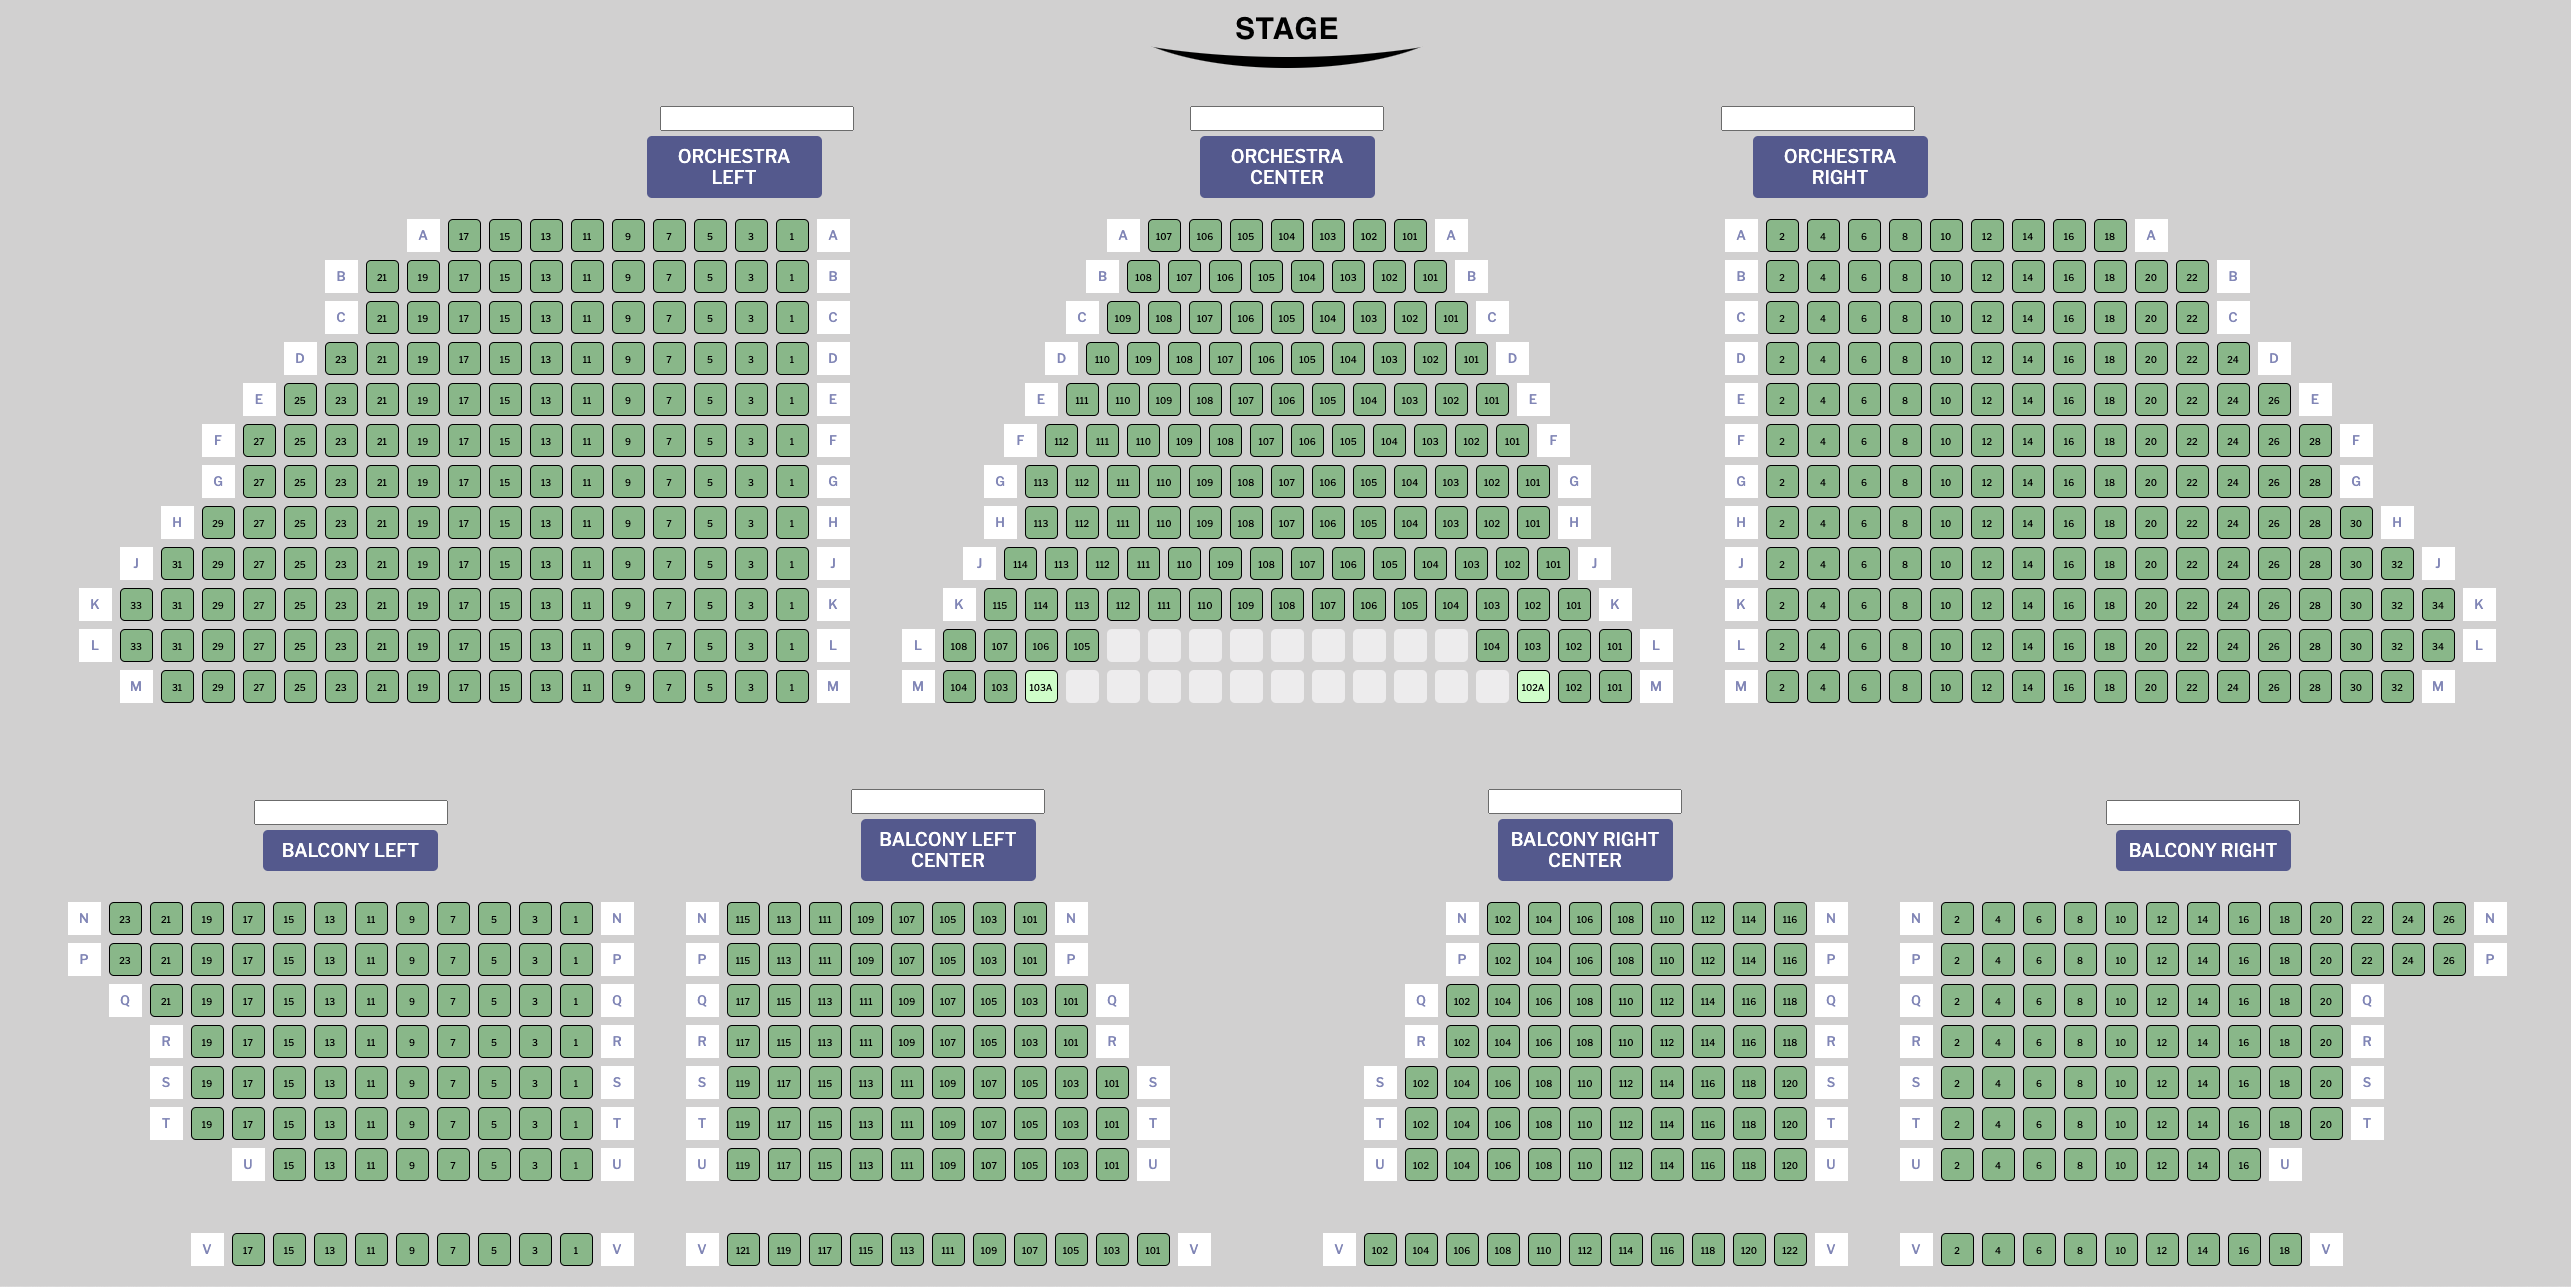 STAGE
ORCHESTRA LEFT
ORCHESTRA CENTER
ORCHESTRA RIGHT
A 17 15 13 11 9 7 5 3 1 A A 107 106 105 104 103 102 101 A A 2 4 6 8 10 12 14 16 18 A
B 21 19 17 15 13 11 9 7 5 3 1 B B 108 107 106 105 104 103 102 101 B B 2 4 6 8 10 12 14 16 18 20 22 B
C 21 19 17 15 13 11 9 7 5 3 1 C C 109 108 107 106 105 104 103 102 101 C C 2 4 6 8 10 12 14 16 18 20 22 C
D 23 21 19 17 15 13 11 9 7 5 3 1 D D 110 109 108 107 106 105 104 103 102 101 D D 2 4 6 8 10 12 14 16 18 20 22 24 D
E 25 23 21 19 17 15 13 11 9 7 5 3 1 E E 111 110 109 108 107 106 105 104 103 102 101 E E 2 4 6 8 10 12 14 16 18 20 22 24 26 E
F 27 25 23 21 19 17 15 13 11 9 7 5 3 1 F F 112 111 110 109 108 107 106 105 104 103 102 101 F F 2 4 6 8 10 12 14 16 18 20 22 24 26 28 F
G 27 25 23 21 19 17 15 13 11 9 7 5 3 1 G G 113 112 111 110 109 108 107 106 105 104 103 102 101 G G 2 4 6 8 10 12 14 16 18 20 22 24 26 28 G
H 29 27 25 23 21 19 17 15 13 11 9 7 5 3 1 H H 113 112 111 110 109 108 107 106 105 104 103 102 101 H H 2 4 6 8 10 12 14 16 18 20 22 24 26 28 30 H
J 31 29 27 25 23 21 19 17 15 13 11 9 7 5 3 1 J J 114 113 112 111 110 109 108 107 106 105 104 103 102 101 J J 2 4 6 8 10 12 14 16 18 20 22 24 26 28 30 32 J
K 33 31 29 27 25 23 21 19 17 15 13 11 9 7 5 3 1 K K 115 114 113 112 111 110 109 108 107 106 105 104 103 102 101 K K 2 4 6 8 10 12 14 16 18 20 22 24 26 28 30 32 34 K
L 33 31 29 27 25 23 21 19 17 15 13 11 9 7 5 3 1 L L 108 107 106 105 104 103 102 101 L L 2 4 6 8 10 12 14 16 18 20 22 24 26 28 30 32 34 L
M 31 29 27 25 23 21 19 17 15 13 11 9 7 5 3 1 M M 104 103 103A 102A 102 101 M M 2 4 6 8 10 12 14 16 18 20 22 24 26 28 30 32 M
BALCONY LEFT
BALCONY LEFT CENTER
BALCONY RIGHT CENTER
BALCONY RIGHT
N 23 21 19 17 15 13 11 9 7 5 3 1 N N 115 113 111 109 107 105 103 101 N N 102 104 106 108 110 112 114 116 N N 2 4 6 8 10 12 14 16 18 20 22 24 26 N
P 23 21 19 17 15 13 11 9 7 5 3 1 P P 115 113 111 109 107 105 103 101 P P 102 104 106 108 110 112 114 116 P P 2 4 6 8 10 12 14 16 18 20 22 24 26 P
Q 21 19 17 15 13 11 9 7 5 3 1 Q Q 117 115 113 111 109 107 105 103 101 Q Q 102 104 106 108 110 112 114 116 118 Q Q 2 4 6 8 10 12 14 16 18 20 Q
R 19 17 15 13 11 9 7 5 3 1 R R 117 115 113 111 109 107 105 103 101 R R 102 104 106 108 110 112 114 116 118 R R 2 4 6 8 10 12 14 16 18 20 R
S 19 17 15 13 11 9 7 5 3 1 S S 119 117 115 113 111 109 107 105 103 101 S S 102 104 106 108 110 112 114 116 118 120 S S 2 4 6 8 10 12 14 16 18 20 S
T 19 17 15 13 11 9 7 5 3 1 T T 119 117 115 113 111 109 107 105 103 101 T T 102 104 106 108 110 112 114 116 118 120 T T 2 4 6 8 10 12 14 16 18 20 T
U 15 13 11 9 7 5 3 1 U U 119 117 115 113 111 109 107 105 103 101 U U 102 104 106 108 110 112 114 116 118 120 U U 2 4 6 8 10 12 14 16 U
V 17 15 13 11 9 7 5 3 1 V V 121 119 117 115 113 111 109 107 105 103 101 V V 102 104 106 108 110 112 114 116 118 120 122 V V 2 4 6 8 10 12 14 16 18 V